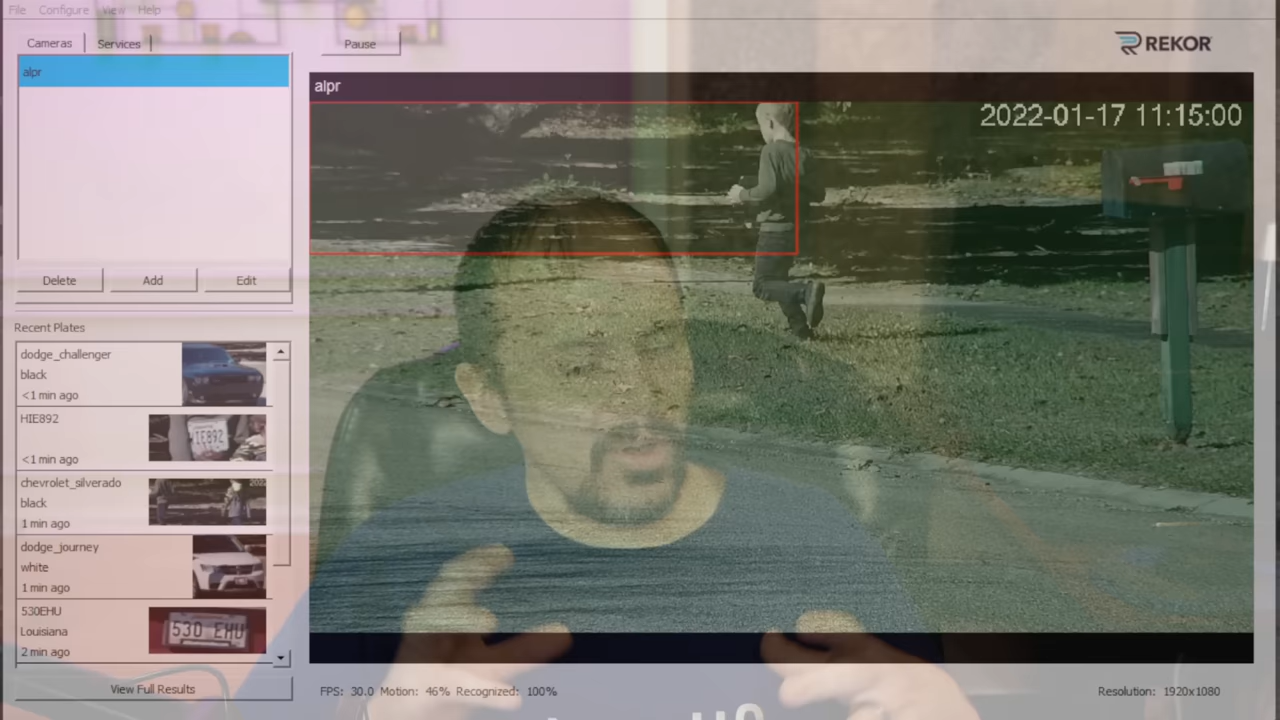 File Configure View Help
Cameras Services
Pause
REKOR
alpr
alpr
2022-01-17 11:15:00
Delete Add Edit
Recent Plates
dodge_challenger
black
<1 min ago
HIE892
HIE892
<1 min ago
chevrolet_silverado
black
1 min ago
dodge_journey
white
1 min ago
530EHU
530 EHU
Louisiana
2 min ago
View Full Results
FPS: 30.0 Motion: 46% Recognized: 100%
Resolution: 1920x1080